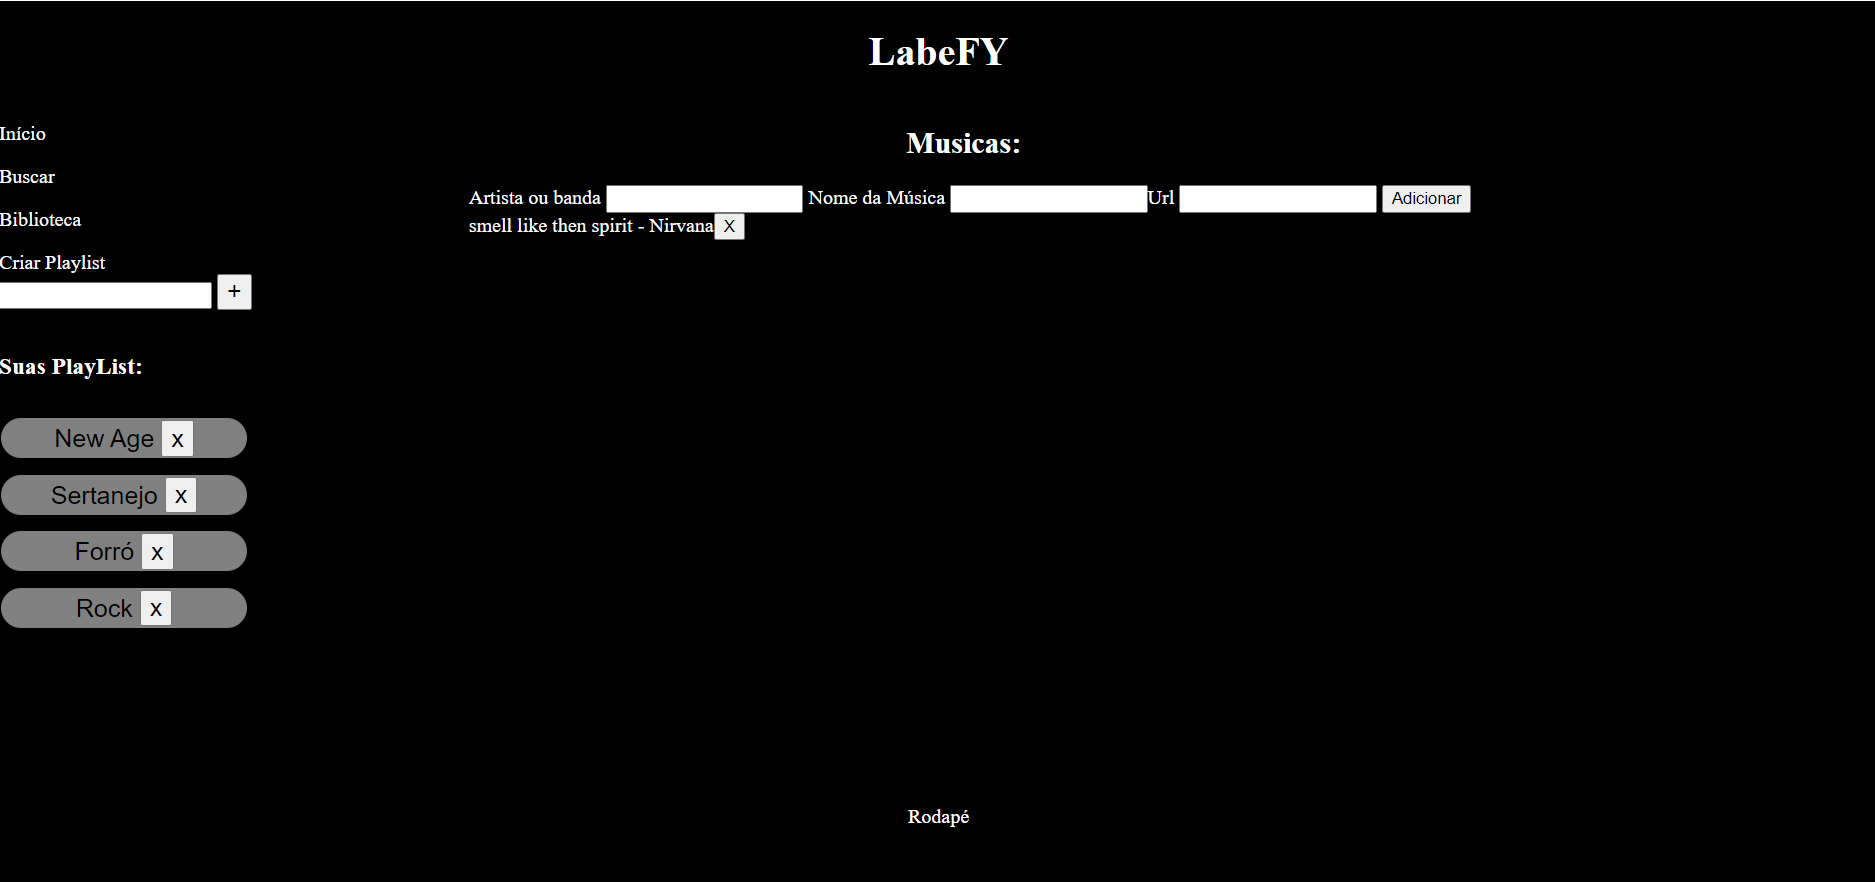 LabeFY
Início
Buscar
Biblioteca
Criar Playlist
+
Suas PlayList:
New Age x
Sertanejo x
Forró x
Rock x
Musicas:
Artista ou banda Nome da Música Url Adicionar
smell like then spirit - Nirvana X
Rodapé